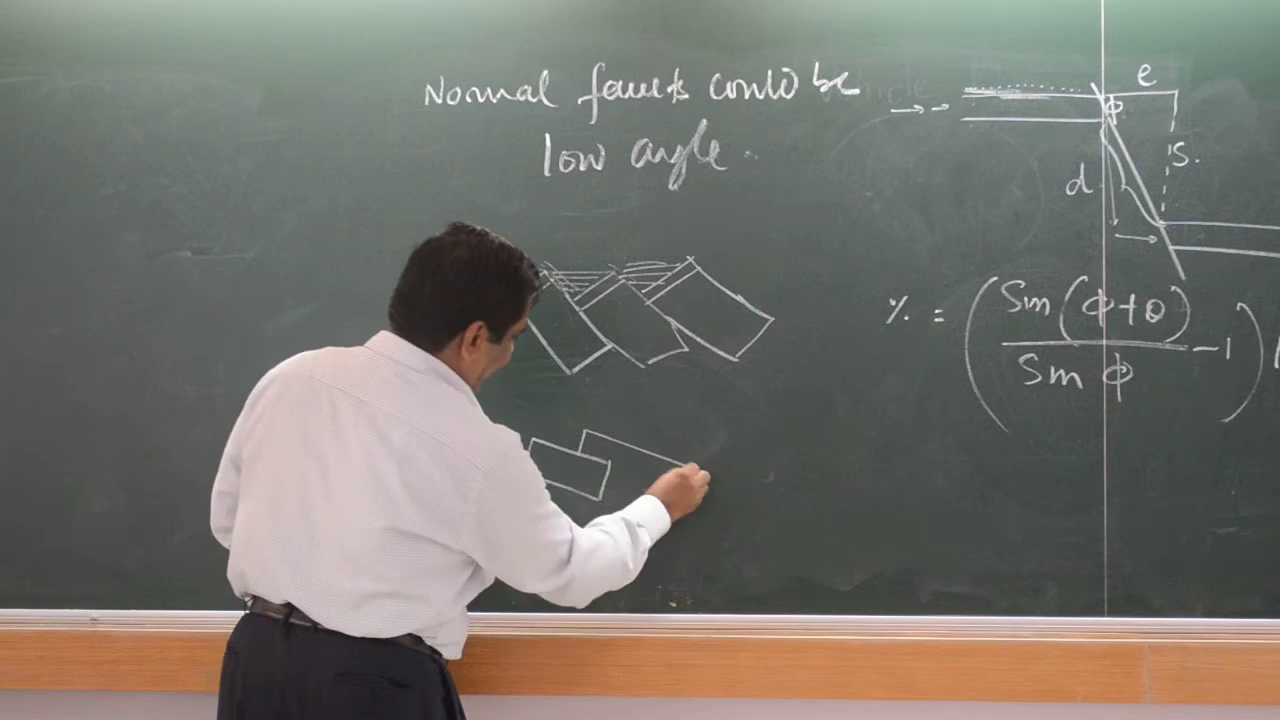 Normal faults could be
low angle.
e
φ
S.
d
% = (Sin (φ+θ) / Sin φ −1)